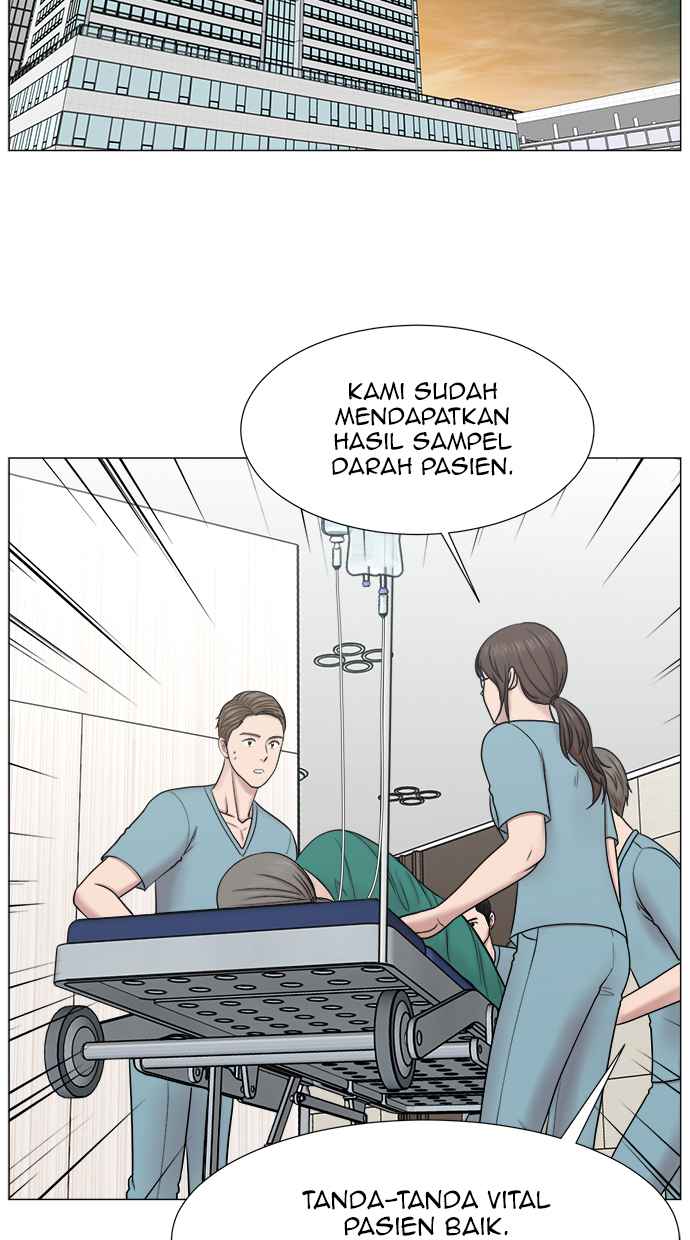 KAMI SUDAH
MENDAPATKAN
HASIL SAMPEL
DARAH PASIEN.
TANDA-TANDA VITAL
PASIEN BAIK.